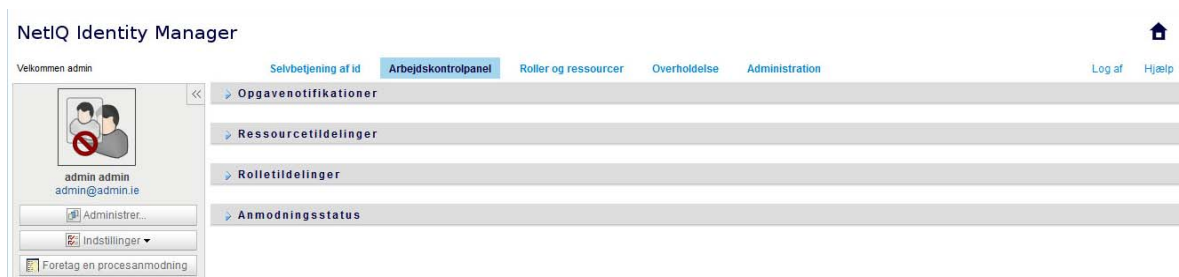 NetIQ Identity Manager
Velkommen admin
Selvbetjening af id
Arbejdskontrolpanel
Roller og ressourcer
Overholdelse
Administration
Log af
Hjælp
admin admin
admin@admin.ie
Administrer...
Indstillinger
Foretag en procesanmodning
Opgavenotifikationer
Ressourcetildelinger
Rolletildelinger
Anmodningsstatus